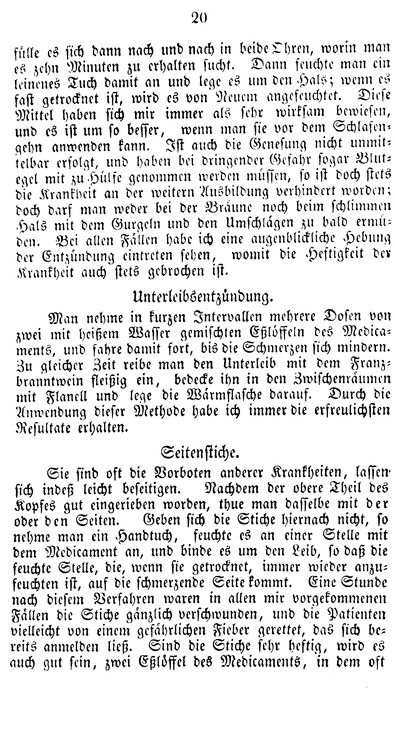 20
fülle es sich dann nach und nach in beide Ohren, worin man
es zehn Minuten zu erhalten sucht. Dann feuchte man ein
leinenes Tuch damit an und lege es um den Hals; wenn es
fast getrocknet ist, wird es von Neuem angefeuchtet. Diese
Mittel haben sich mir immer als sehr wirksam bewiesen,
und es ist um so besser, wenn man sie vor dem Schlafen-
gehn anwenden kann. Ist auch die Genesung nicht unmit-
telbar erfolgt, und haben bei dringender Gefahr sogar Blut-
egel mit zu Hülfe genommen werden müssen, so ist doch stets
die Krankheit an der weitern Ausbildung verhindert worden;
doch darf man weder bei der Bräune noch beim schlimmen
Hals mit dem Gurgeln und den Umschlägen zu bald ermü-
den. Bei allen Fällen habe ich eine augenblickliche Hebung
der Entzündung eintreten sehen, womit die Heftigkeit der
Krankheit auch stets gebrochen ist.
Unterleibsentzündung.
Man nehme in kurzen Intervallen mehrere Dosen von
zwei mit heißem Wasser gemischten Eßlöffeln des Medica-
ments, und fahre damit fort, bis die Schmerzen sich mindern.
Zu gleicher Zeit reibe man den Unterleib mit dem Franz-
branntwein fleißig ein, bedecke ihn in den Zwischenräumen
mit Flanell und lege die Wärmflasche darauf. Durch die
Anwendung dieser Methode habe ich immer die erfreulichsten
Resultate erhalten.
Seitenstiche.
Sie sind oft die Vorboten anderer Krankheiten, lassen
sich indeß leicht beseitigen. Nachdem der obere Theil des
Kopfes gut eingerieben worden, thue man dasselbe mit der
oder den Seiten. Geben sich die Stiche hiernach nicht, so
nehme man ein Handtuch, feuchte es an einer Stelle mit
dem Medicament an, und binde es um den Leib, so daß die
feuchte Stelle, die, wenn sie getrocknet, immer wieder anzu-
feuchten ist, auf die schmerzende Seite kommt. Eine Stunde
nach diesem Verfahren waren in allen mir vorgekommenen
Fällen die Stiche gänzlich verschwunden, und die Patienten
vielleicht von einem gefährlichen Fieber gerettet, das sich be-
reits anmelden ließ. Sind die Stiche sehr heftig, wird es
auch gut sein, zwei Eßlöffel des Medicaments, in dem oft